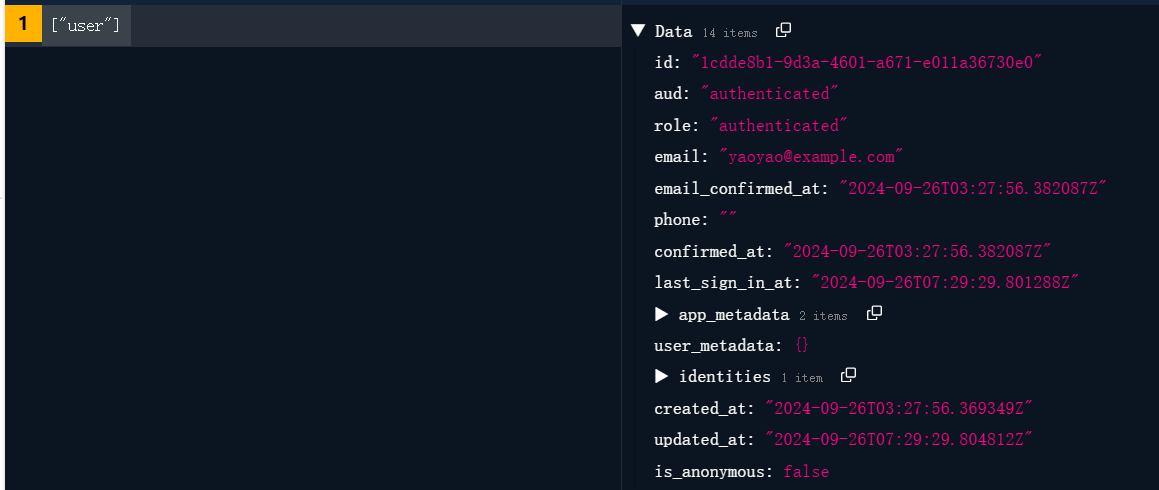 1 ["user"]
Data 14 items
id: "1cdde8b1-9d3a-4601-a671-e011a36730e0"
aud: "authenticated"
role: "authenticated"
email: "yaoyao@example.com"
email_confirmed_at: "2024-09-26T03:27:56.382087Z"
phone: ""
confirmed_at: "2024-09-26T03:27:56.382087Z"
last_sign_in_at: "2024-09-26T07:29:29.801288Z"
app_metadata 2 items
user_metadata: {}
identities 1 item
created_at: "2024-09-26T03:27:56.369349Z"
updated_at: "2024-09-26T07:29:29.804812Z"
is_anonymous: false